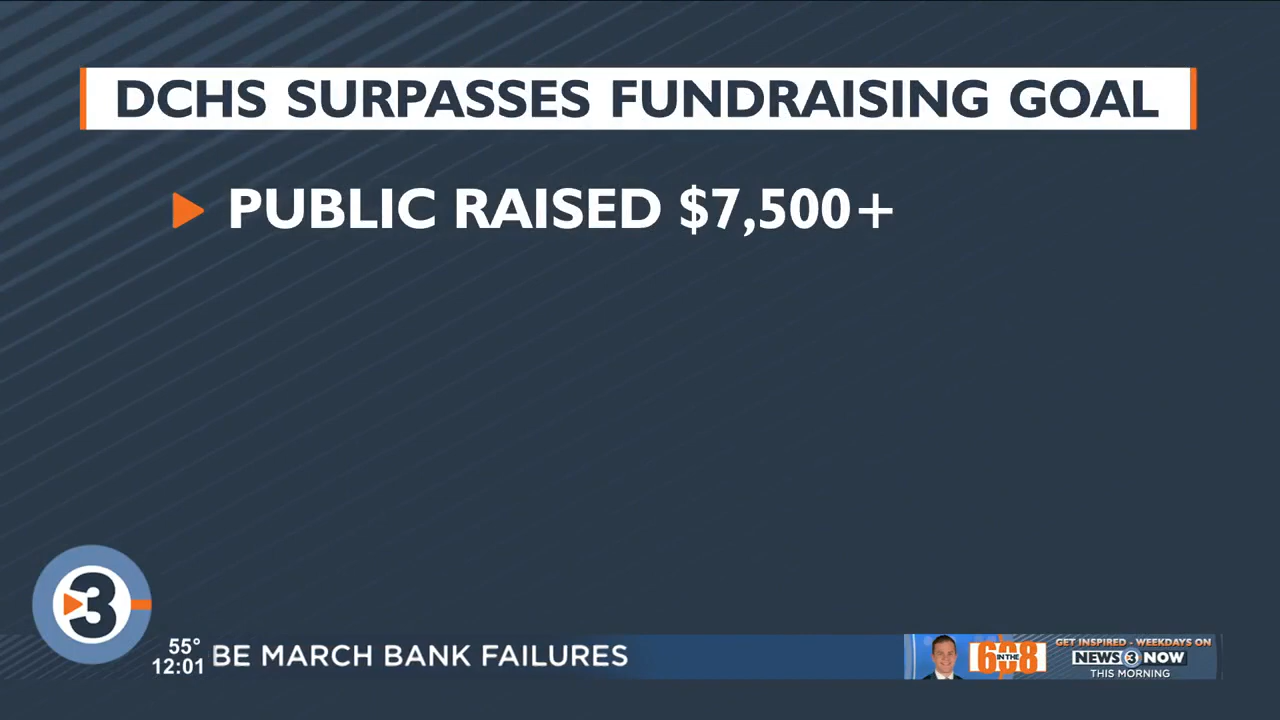 DCHS SURPASSES FUNDRAISING GOAL
PUBLIC RAISED $7,500+
3
55°
12:01
BE MARCH BANK FAILURES
608
IN THE
GET INSPIRED - WEEKDAYS ON
NEWS 3 NOW
THIS MORNING